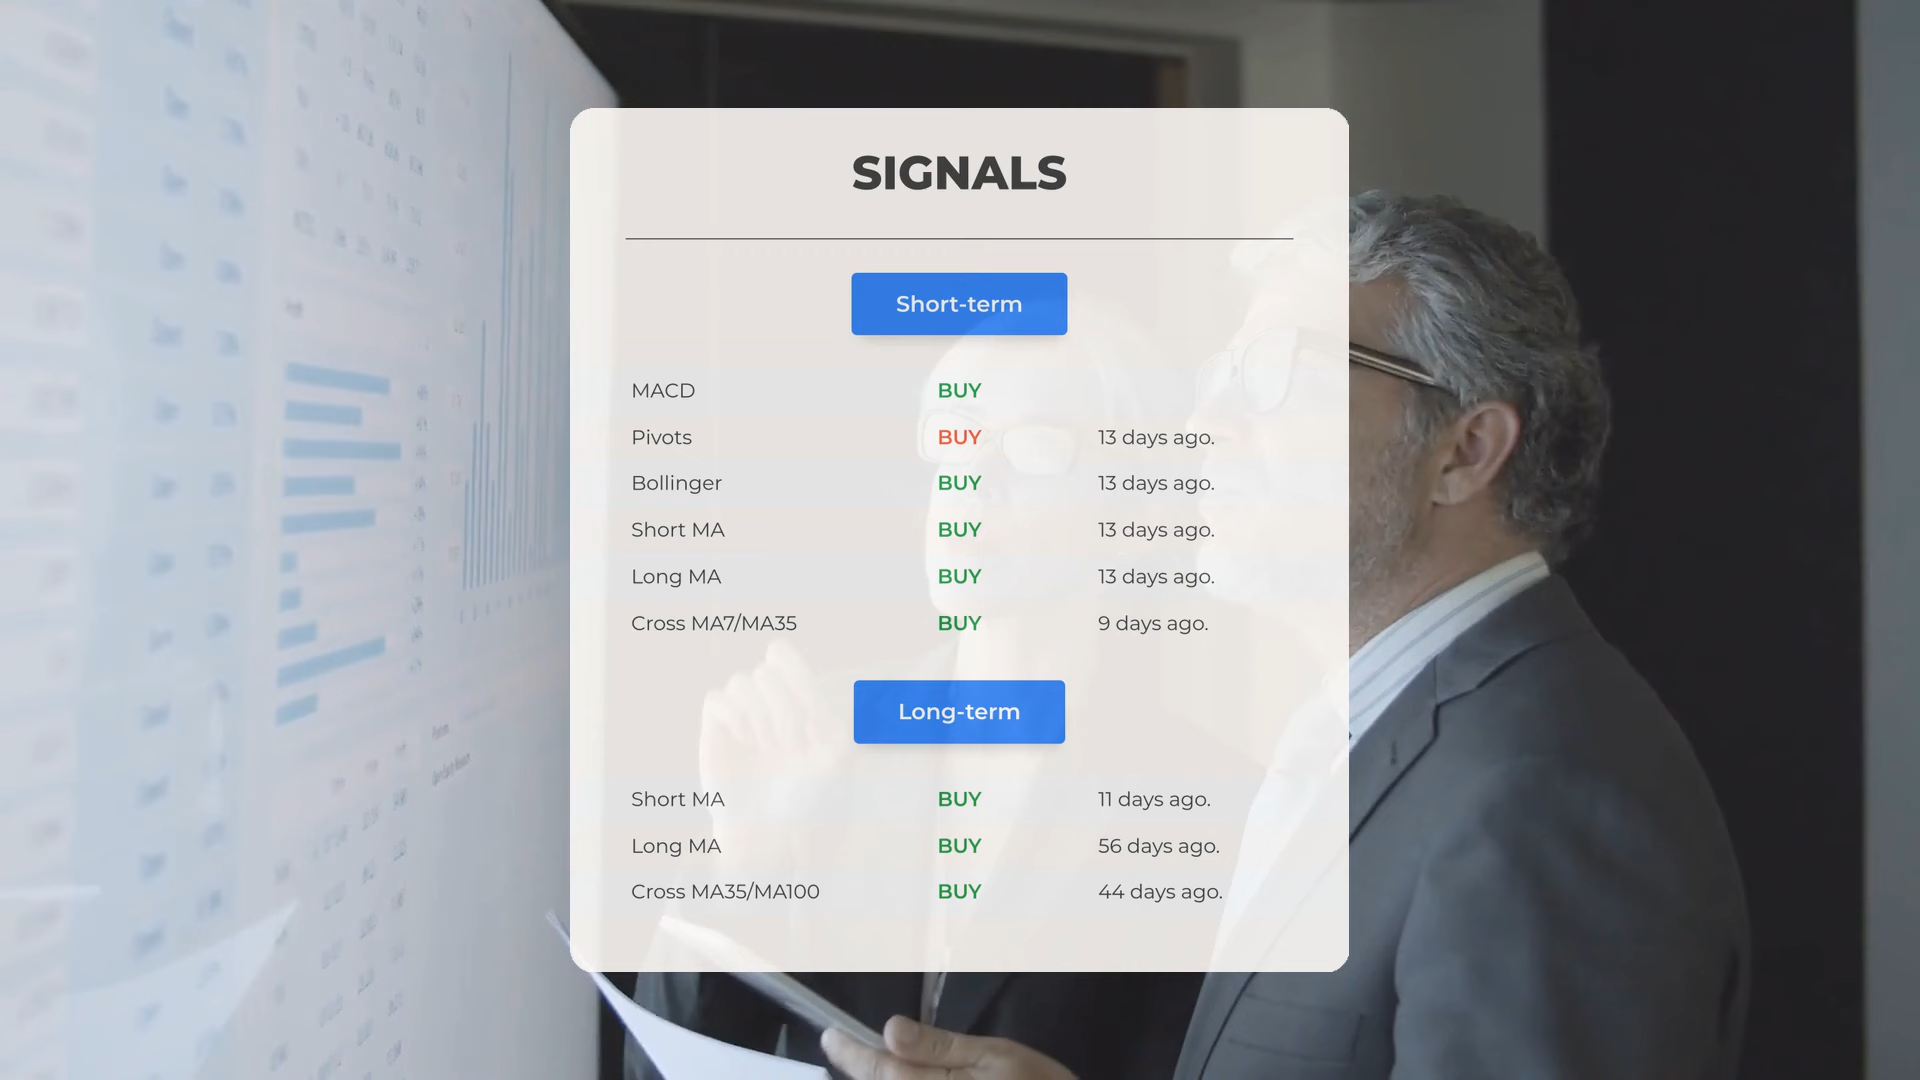 SIGNALS
Short-term
MACD BUY
Pivots BUY 13 days ago.
Bollinger BUY 13 days ago.
Short MA BUY 13 days ago.
Long MA BUY 13 days ago.
Cross MA7/MA35 BUY 9 days ago.
Long-term
Short MA BUY 11 days ago.
Long MA BUY 56 days ago.
Cross MA35/MA100 BUY 44 days ago.